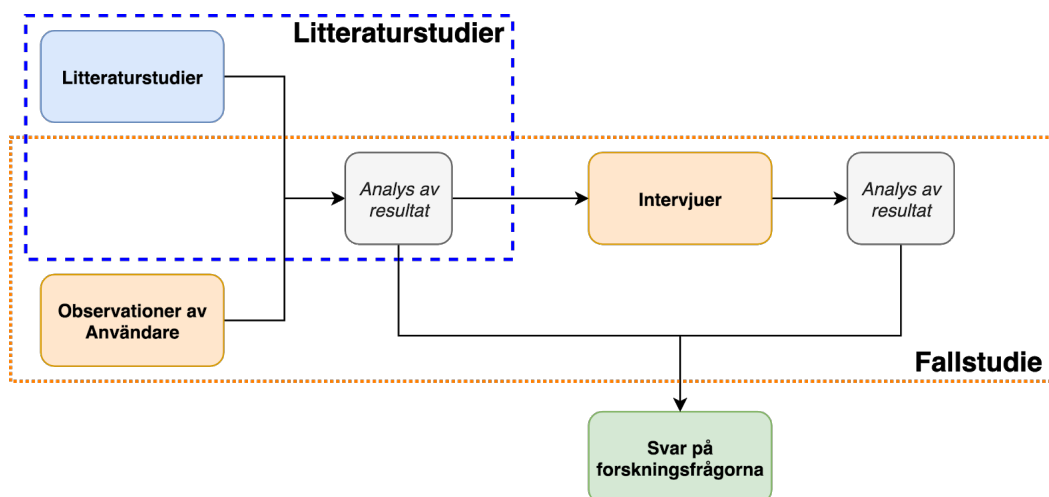 Litteraturstudier
Litteraturstudier
Analys av
resultat
Intervjuer
Analys av
resultat
Observationer av
Användare
Fallstudie
Svar på
forskningsfrågorna